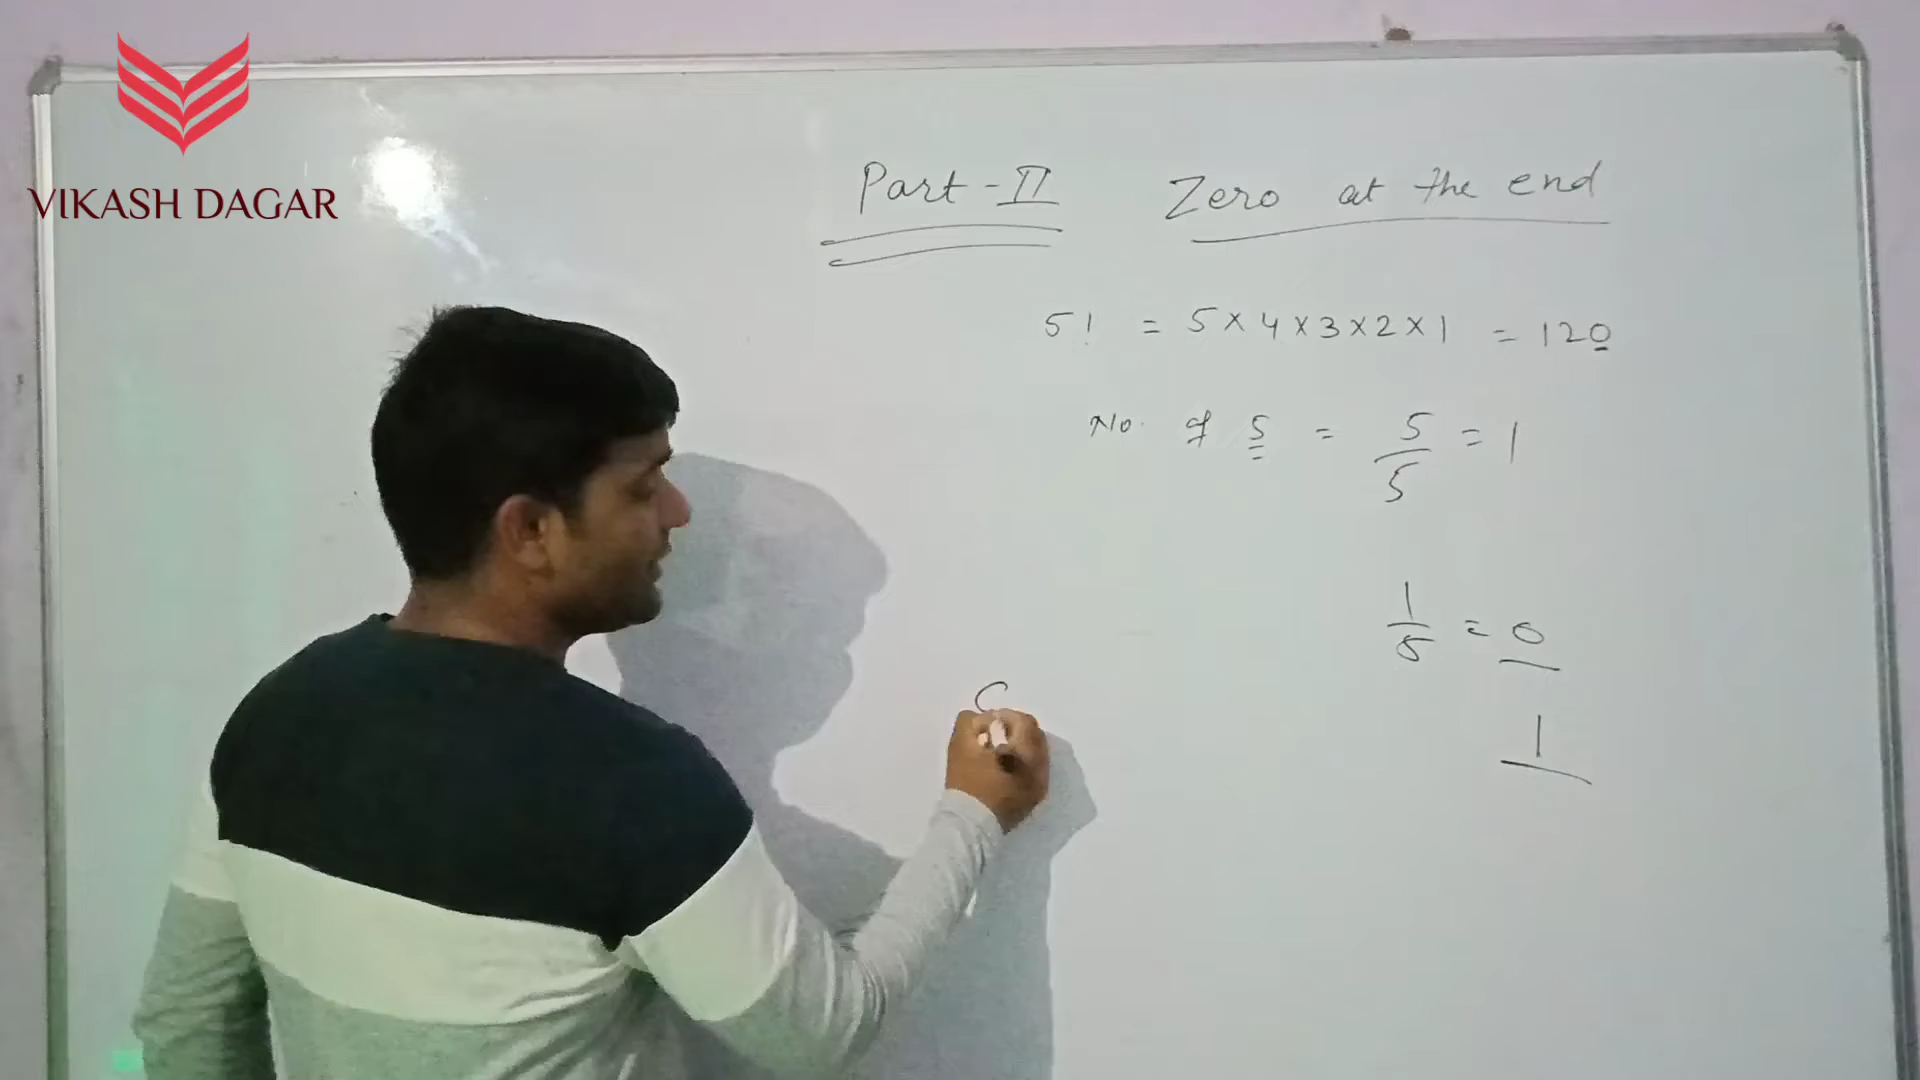 VIKASH DAGAR
Part-II Zero at the end
5! = 5×4×3×2×1 = 120
No. of 5 = 5/5 = 1
1/5 = 0
1